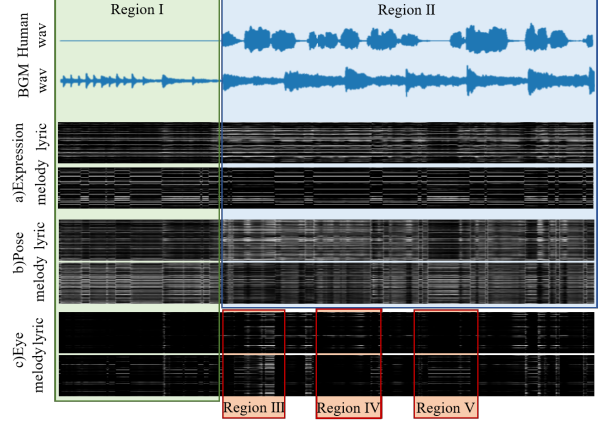 Region I
Region II
Human
wav
BGM
wav
a)Expression
lyric
melody
b)Pose
lyric
melody
c)Eye
lyric
melody
Region III
Region IV
Region V